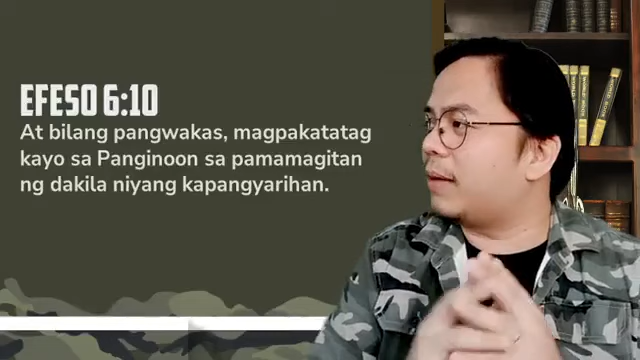 EFESO 6:10
At bilang pangwakas, magpakatatag
kayo sa Panginoon sa pamamagitan
ng dakila niyang kapangyarihan.